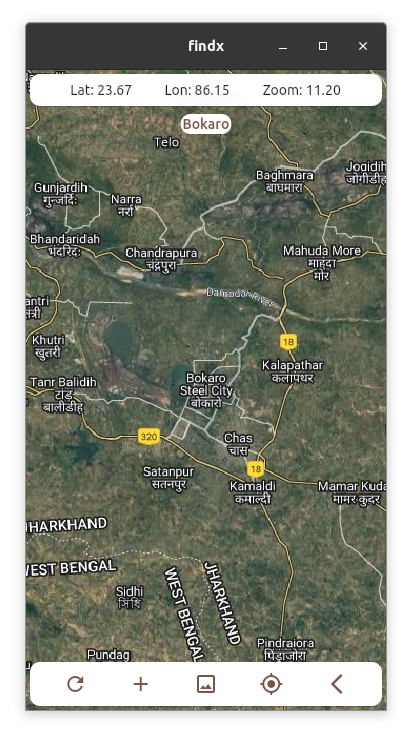 findx
Lat: 23.67 Lon: 86.15 Zoom: 11.20
Bokaro
Telo
Jogidih
जोगीडीह
Baghmara
बाघमारा
Gunjardih
गुन्जर्दिः
Narra
नर्रा
Bhandaridah
भंदरिदः
Chandrapura
चंद्रपुरा
Mahuda More
माहुदा
मोर
Damodar River
antri
तंत्री
18
Khutri
खुतरी
Kalapathar
कलापथर
Tanr Balidih
टांड़
बालीडीह
Bokaro
Steel City
बोकारो
320
Chas
चास
18
Satanpur
सतनपुर
Kamaldi
कमाल्दी
Mamar Kuda
मामर कुदर
JHARKHAND
WEST BENGAL
WEST BENGAL
JHARKHAND
Sidhi
সিধি
Pindrajora
पिंड्राजोरा
Pundag